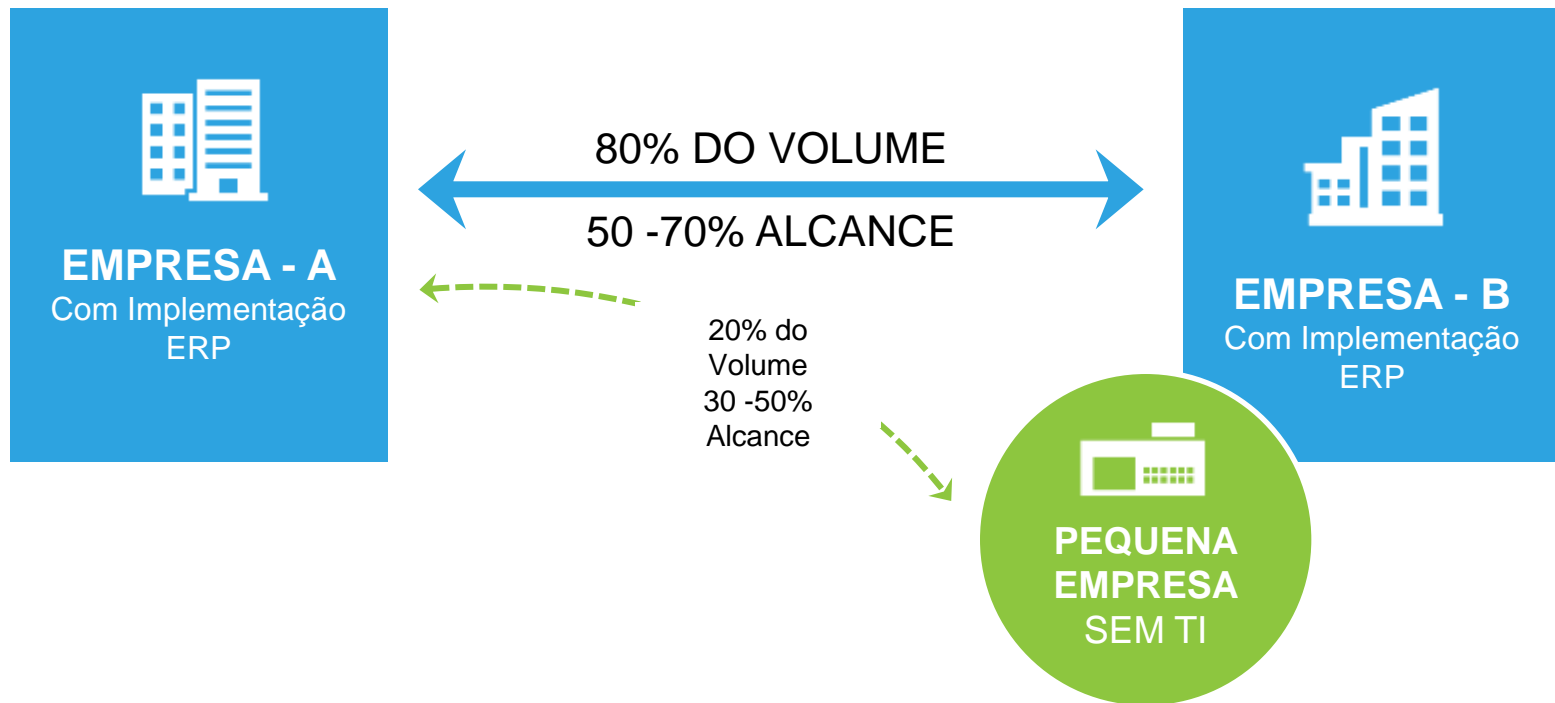 EMPRESA - A
Com Implementação
ERP
80% DO VOLUME
50 -70% ALCANCE
20% do
Volume
30 -50%
Alcance
EMPRESA - B
Com Implementação
ERP
PEQUENA
EMPRESA
SEM TI